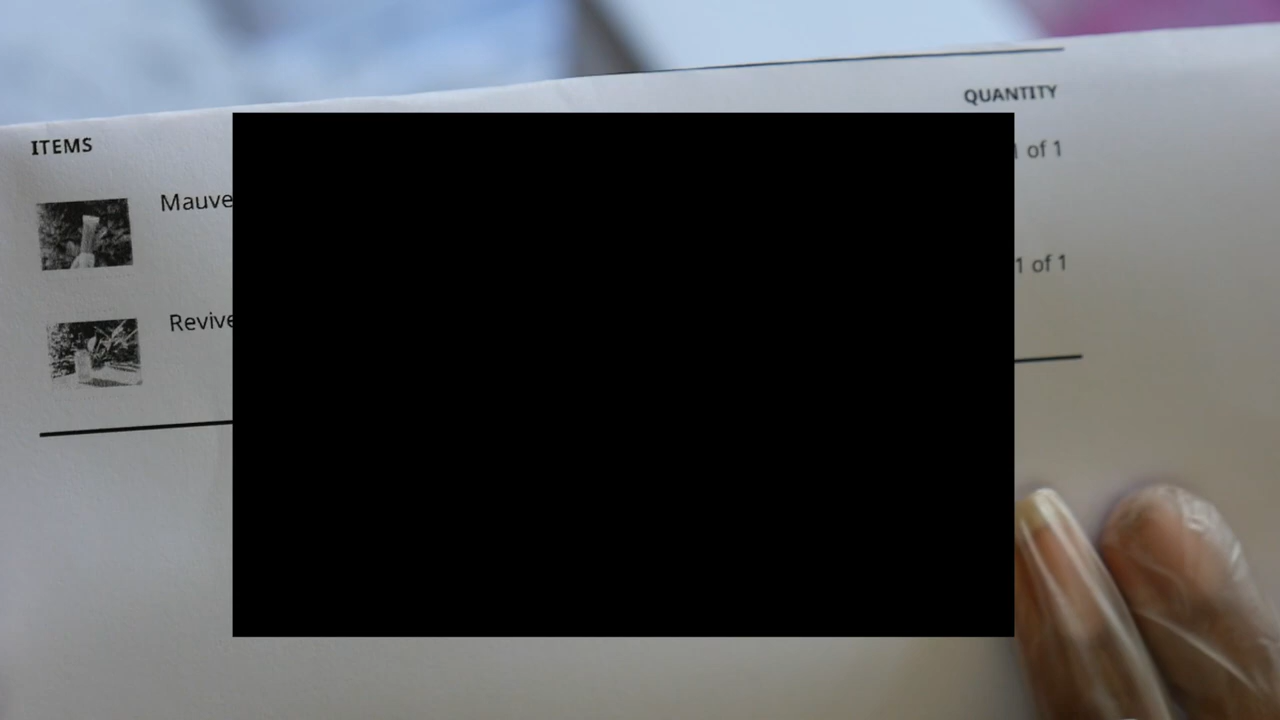 QUANTITY
ITEMS
1 of 1
Mauve
1 of 1
Revive